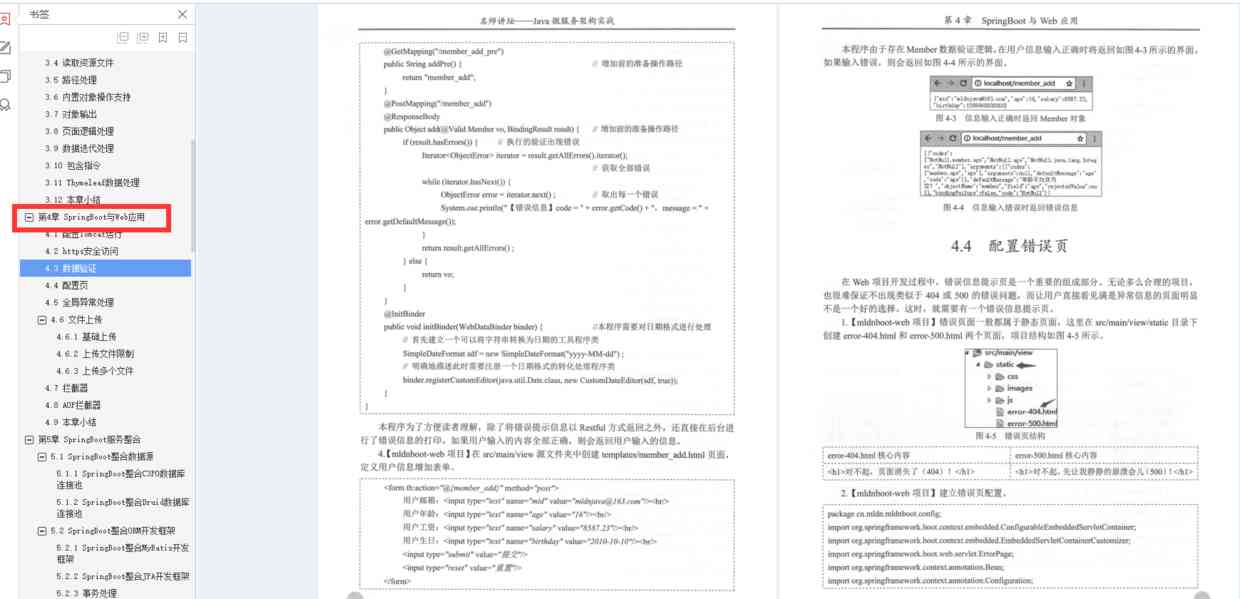 书签
3.4 读取资源文件
3.5 路径处理
3.6 内置对象操作支持
3.7 对象输出
3.8 页面逻辑处理
3.9 数据迭代处理
3.10 包含指令
3.11 Thymeleaf数据处理
3.12 本章小结
第4章 SpringBoot与Web应用
4.1 配置Tomcat运行
4.2 https安全访问
4.3 数据验证
4.4 配置页
4.5 全局异常处理
4.6 文件上传
4.6.1 基础上传
4.6.2 上传文件限制
4.6.3 上传多个文件
4.7 拦截器
4.8 AOP拦截器
4.9 本章小结
第5章 SpringBoot服务整合
5.1 SpringBoot整合数据源
5.1.1 SpringBoot整合C3P0数据库
连接池
5.1.2 SpringBoot整合Druid数据库
连接池
5.2 SpringBoot整合ORM开发框架
5.2.1 SpringBoot整合MyBatis开发
框架
5.2.2 SpringBoot整合JPA开发框架
5.2.3 事务处理
名师讲坛——Java 微服务架构实战
@GetMapping("/member_add_pre")
public String addPre() { // 增加前的准备操作路径
return "member_add";
}
@PostMapping("/member_add")
@ResponseBody
public Object add(@Valid Member vo, BindingResult result) { // 增加前的准备操作路径
if (result.hasErrors()) { // 执行的验证出现错误
Iterator<ObjectError> iterator = result.getAllErrors().iterator();
// 获取全部错误
while (iterator.hasNext()) {
ObjectError error = iterator.next() ; // 取出每一个错误
System.out.println("【错误信息】code = " + error.getCode() + "，message = " +
error.getDefaultMessage());
}
return result.getAllErrors() ;
} else {
return vo;
}
}
@InitBinder
public void initBinder(WebDataBinder binder) { //本程序需要对日期格式进行处理
// 首先建立一个可以将字符串转换为日期的工具程序类
SimpleDateFormat sdf = new SimpleDateFormat("yyyy-MM-dd") ;
// 明确地描述此时需要注册一个日期格式的转化处理程序类
binder.registerCustomEditor(java.util.Date.class, new CustomDateEditor(sdf, true));
}
}
本程序为了方便读者理解，除了将错误提示信息以 Restful 方式返回之外，还直接在后台进
行了错误信息的打印。如果用户输入的内容全部正确，则会返回用户输入的信息。
4.【mldnboot-web 项目】在 src/main/view 源文件夹中创建 templates/member_add.html 页面，
定义用户信息增加表单。
<form th:action="@{/member_add}" method="post">
用户邮箱：<input type="text" name="mid" value="mldnjava@163.com"/><br/>
用户年龄：<input type="text" name="age" value="16"/><br/>
用户工资：<input type="text" name="salary" value="8587.23"/><br/>
用户生日：<input type="text" name="birthday" value="2010-10-10"/><br/>
<input type="submit" value="提交"/>
<input type="reset" value="重置"/>
</form>
第 4 章 SpringBoot 与 Web 应用
本程序由于存在 Member 数据验证逻辑，在用户信息输入正确时将返回如图 4-3 所示的界面，
如果输入错误，则会返回如图 4-4 所示的界面。
localhost/member_add
图 4-3 信息输入正确时返回 Member 对象
localhost/member_add
图 4-4 信息输入错误时返回错误信息
4.4 配置错误页
在 Web 项目开发过程中，错误信息提示页是一个重要的组成部分。无论多么合理的项目，
也很难保证不出现类似于 404 或 500 的错误问题，而让用户直接看见满是异常信息的页面明显
不是一个好的选择。这时，就需要有一个错误信息提示页。
1.【mldnboot-web 项目】错误页面一般都属于静态页面，这里在 src/main/view/static 目录下
创建 error-404.html 和 error-500.html 两个页面，项目结构如图 4-5 所示。
src/main/view
static
css
images
js
error-404.html
error-500.html
图 4-5 错误页结构
error-404.html 核心内容 error-500.html 核心内容
<h1>对不起，页面消失了（404）！</h1> <h1>对不起，先让我静静的崩溃会儿（500）!</h1>
2.【mldnboot-web 项目】建立错误页配置。
package cn.mldn.mldnboot.config;
import org.springframework.boot.context.embedded.ConfigurableEmbeddedServletContainer;
import org.springframework.boot.context.embedded.EmbeddedServletContainerCustomizer;
import org.springframework.boot.web.servlet.ErrorPage;
import org.springframework.context.annotation.Bean;
import org.springframework.context.annotation.Configuration;